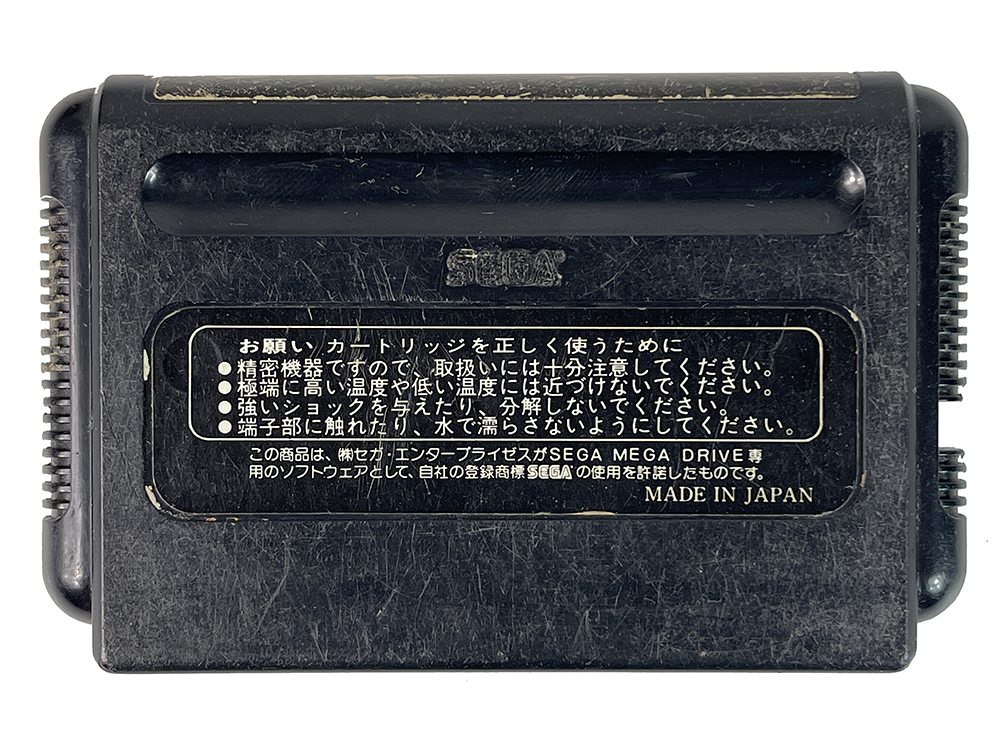 SEGA
お願い カートリッジを正しく使うために
●精密機器ですので、取扱いには十分注意してください。
●極端に高い温度や低い温度には近づけないでください。
●強いショックを与えたり、分解しないでください。
●端子部に触れたり、水で濡らさないようにしてください。
この商品は、㈱セガ・エンタープライゼスがSEGA MEGA DRIVE専
用のソフトウェアとして、自社の登録商標SEGAの使用を許諾したものです。
MADE IN JAPAN